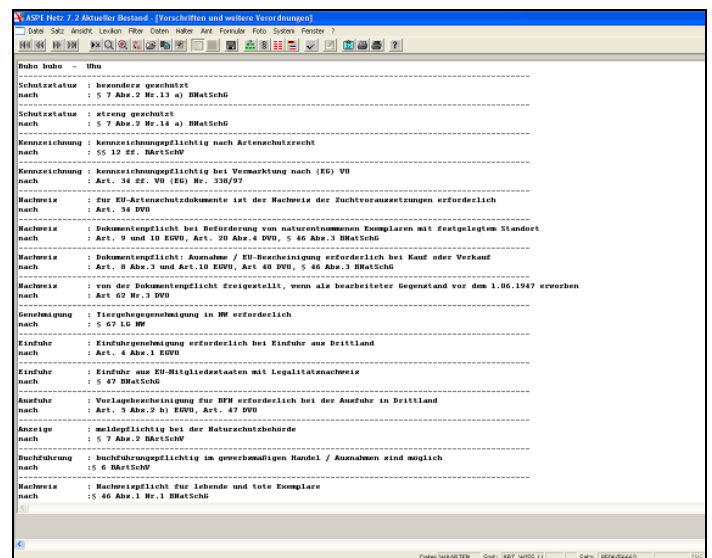 ASPE Netz 7.2 Aktueller Bestand - [Vorschriften und weitere Verordnungen]
Datei Satz Ansicht Lexikon Filter Daten Halter Amt Formular Foto System Fenster ?
Bubo bubo - Uhu
Schutzstatus : besonders geschützt
nach : § 7 Abs.2 Nr.13 a) BNatSchG
Schutzstatus : streng geschützt
nach : § 7 Abs.2 Nr.14 a) BNatSchG
Kennzeichnung : kennzeichnungspflichtig nach Artenschutzrecht
nach : §§ 12 ff. BArtSchV
Kennzeichnung : kennzeichnungspflichtig bei Vermarktung nach (EG) VO
nach : Art. 34 ff. VO (EG) Nr. 338/97
Nachweis : für EU-Artenschutzdokumente ist der Nachweis der Zuchtvoraussetzungen erforderlich
nach : Art. 54 DVO
Nachweis : Dokumentenpflicht bei Beförderung von naturentnommenen Exemplaren mit festgelegtem Standort
nach : Art. 9 und 10 EGVO, Art. 20 Abs.4 DVO, § 46 Abs.3 BNatSchG
Nachweis : Dokumentenpflicht: Ausnahme / EU-Bescheinigung erforderlich bei Kauf oder Verkauf
nach : Art. 8 Abs.3 und Art.10 EGVO, Art 48 DVO, § 46 Abs.3 BNatSchG
Nachweis : von der Dokumentenpflicht freigestellt, wenn als bearbeiteter Gegenstand vor dem 1.06.1947 erworben
nach : Art 62 Nr.3 DVO
Genehmigung : Tiergehegegenehmigung in NW erforderlich
nach : § 67 LG NW
Einfuhr : Einfuhrgenehmigung erforderlich bei Einfuhr aus Drittland
nach : Art. 4 Abs.1 EGVO
Einfuhr : Einfuhr aus EU-Mitgliedsstaaten mit Legalitätsnachweis
nach : § 47 BNatSchG
Ausfuhr : Vorlagebescheinigung für BFN erforderlich bei der Ausfuhr in Drittland
nach : Art. 5 Abs.2 b) EGVO, Art. 47 DVO
Anzeige : meldepflichtig bei der Naturschutzbehörde
nach : § 7 Abs.2 BArtSchV
Buchführung : buchführungspflichtig im gewerbsmäßigen Handel / Ausnahmen sind möglich
nach :§ 6 BArtSchV
Nachweis : Nachweispflicht für lebende und tote Exemplare
nach :§ 46 Abs.1 Nr.1 BNatSchG